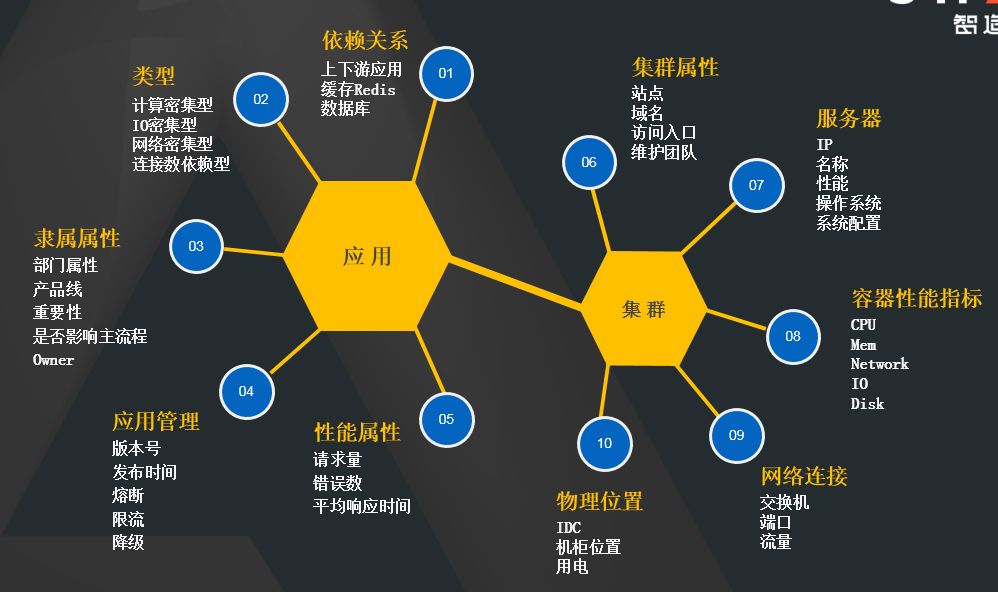 智造
依赖关系
上下游应用
缓存Redis
数据库
01
类型
计算密集型
IO密集型
网络密集型
连接数依赖型
02
隶属属性
部门属性
产品线
重要性
是否影响主流程
Owner
03
应用
应用管理
版本号
发布时间
熔断
限流
降级
04
性能属性
请求量
错误数
平均响应时间
05
集群属性
站点
域名
访问入口
维护团队
06
服务器
IP
名称
性能
操作系统
系统配置
07
集群
容器性能指标
CPU
Mem
Network
IO
Disk
08
网络连接
交换机
端口
流量
09
物理位置
IDC
机柜位置
用电
10